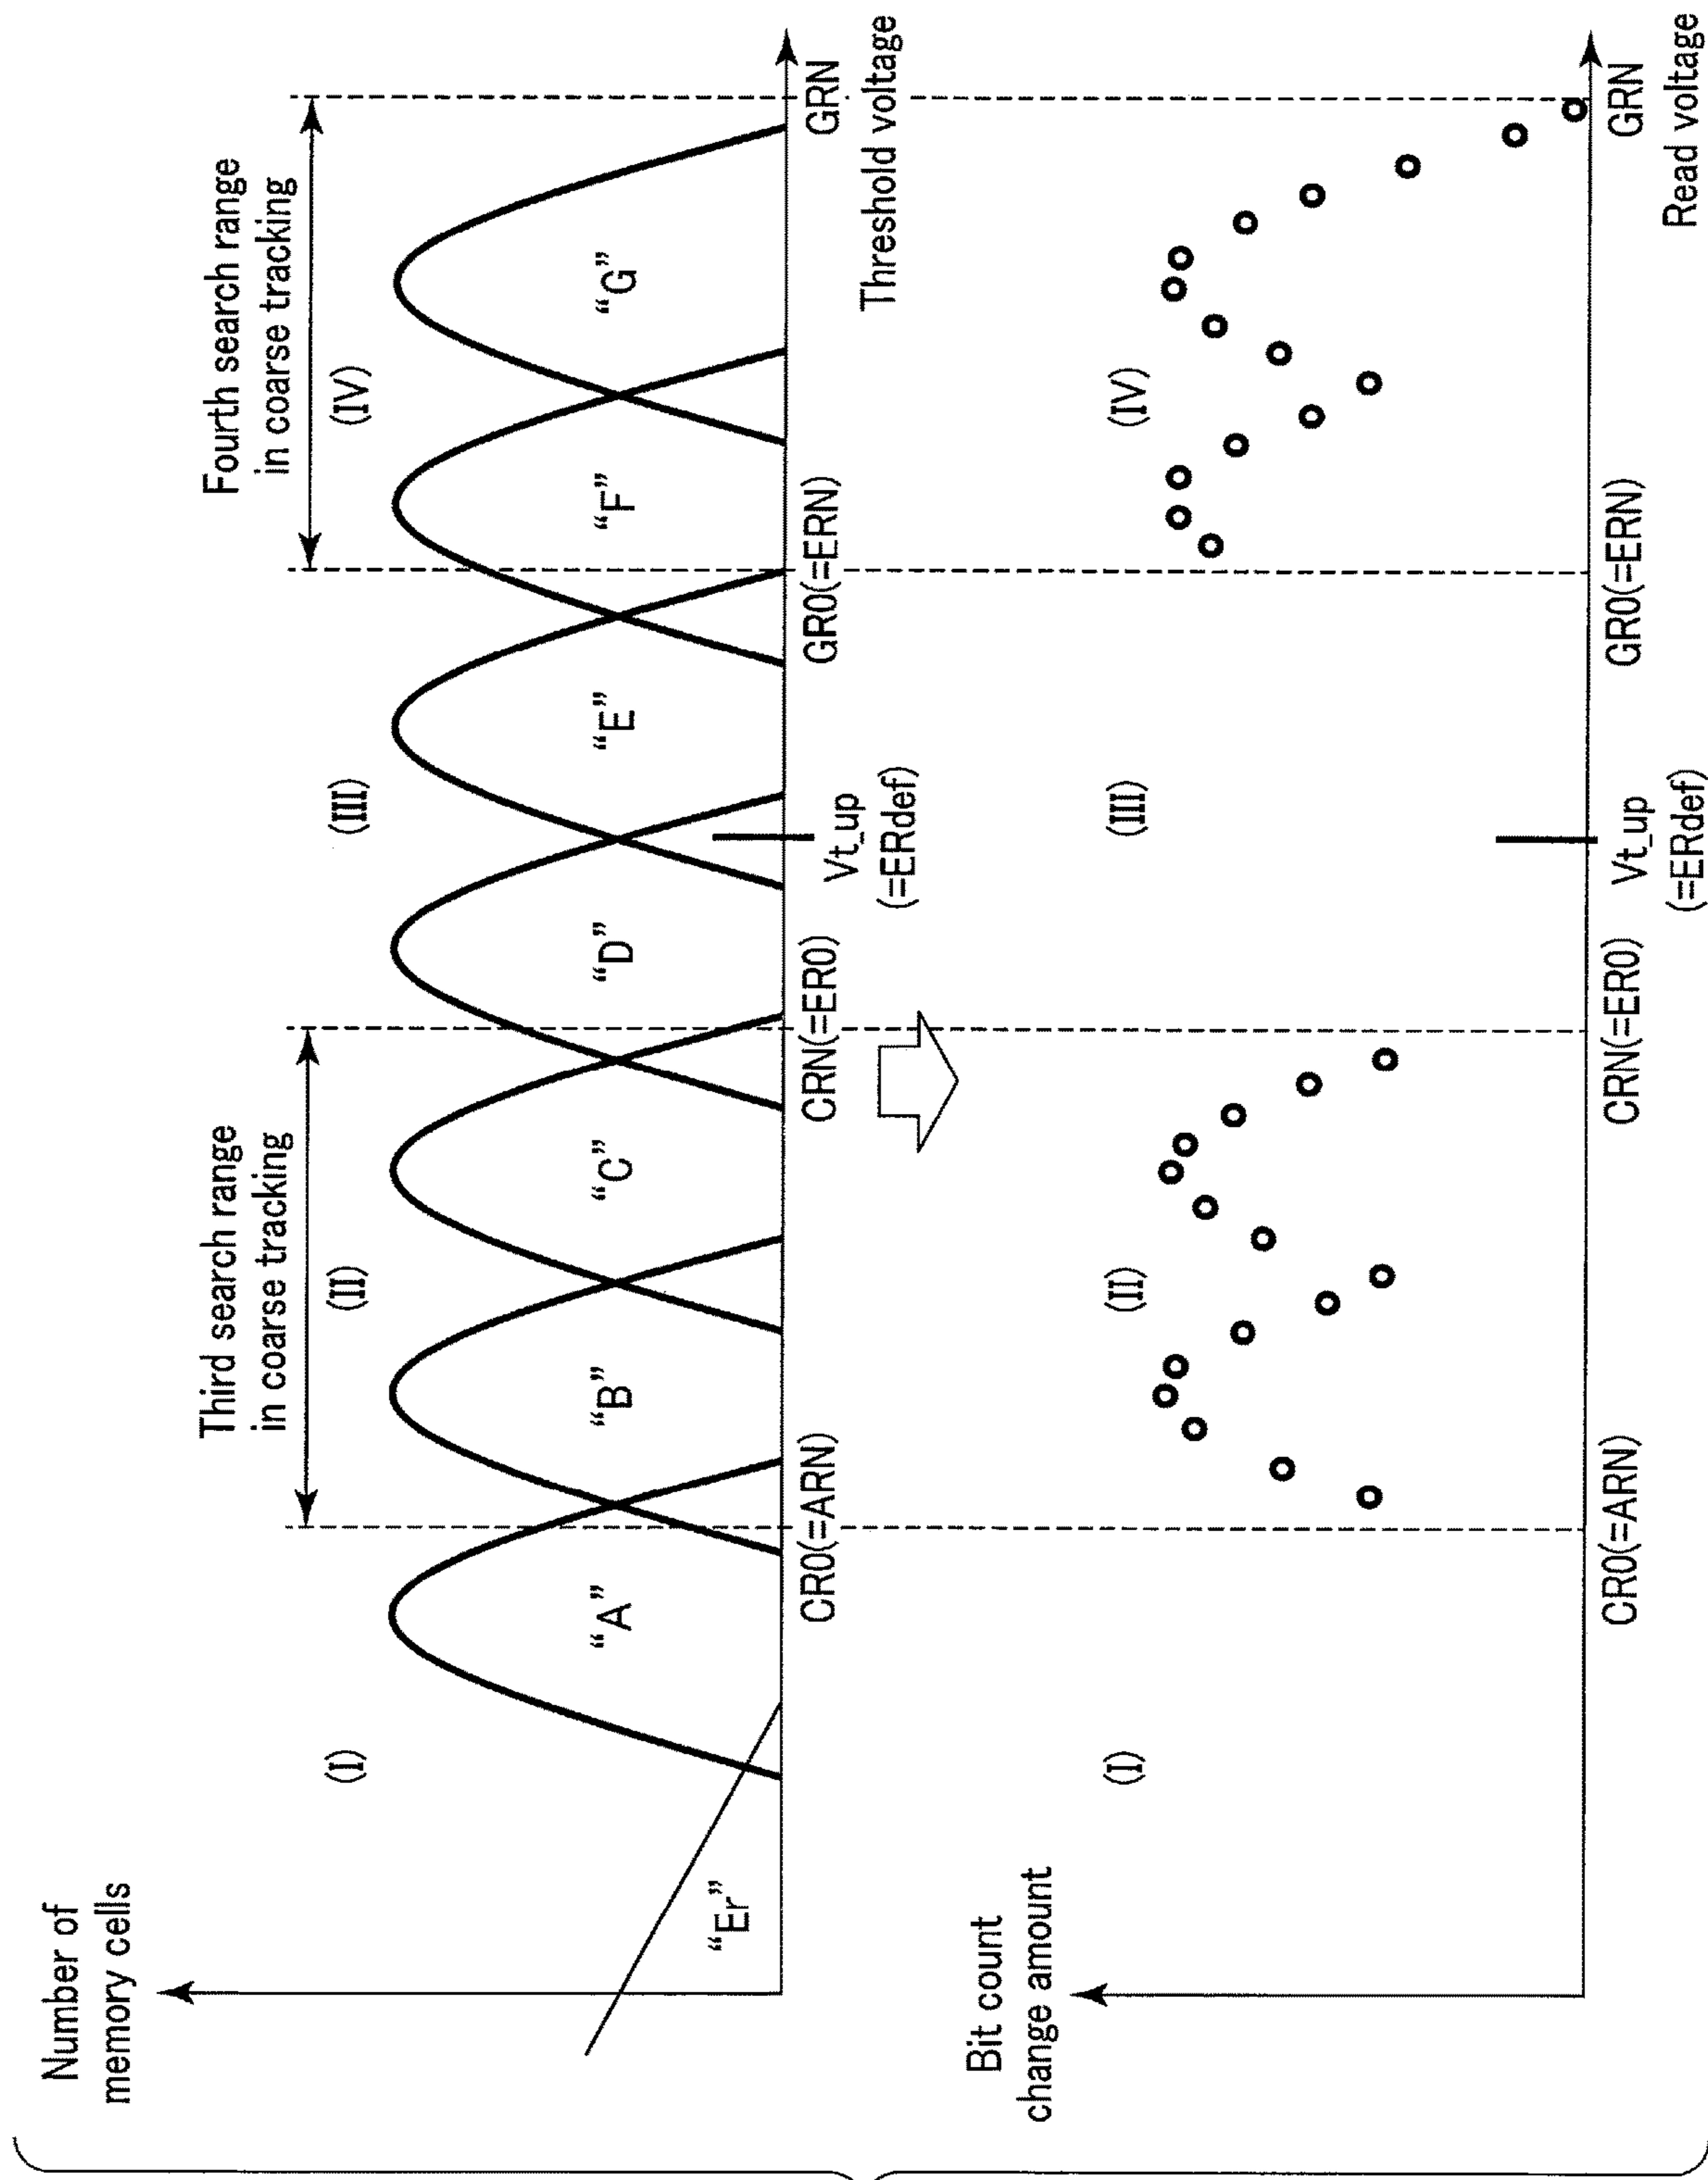 Number of
memory cells
Third search range
in coarse tracking
Fourth search range
in coarse tracking
(I)
(II)
(III)
(IV)
“Er”
“A”
“B”
“C”
“D”
“E”
“F”
“G”
CR0(=ARN)
CRN(=ER0)
Vt_up
(=ERdef)
GR0(=ERN)
GRN
Threshold voltage
Bit count
change amount
(I)
(II)
(III)
(IV)
CR0(=ARN)
CRN(=ER0)
Vt_up
(=ERdef)
GR0(=ERN)
GRN
Read voltage